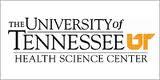 THE UNIVERSITY of
TENNESSEE UT
HEALTH SCIENCE CENTER